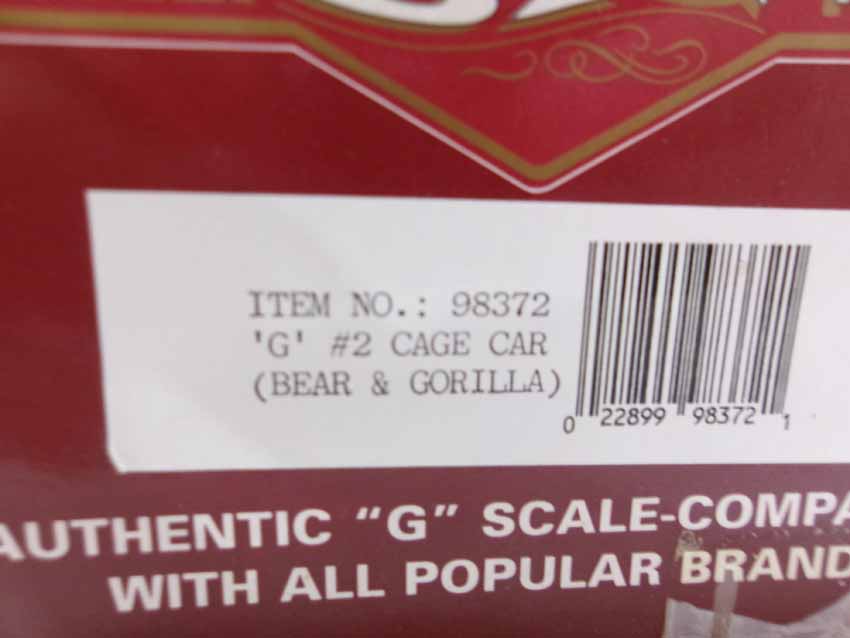 ITEM NO.: 98372
'G' #2 CAGE CAR
(BEAR & GORILLA)
0 22899 98372 1
AUTHENTIC “G” SCALE-COMPA
WITH ALL POPULAR BRAND